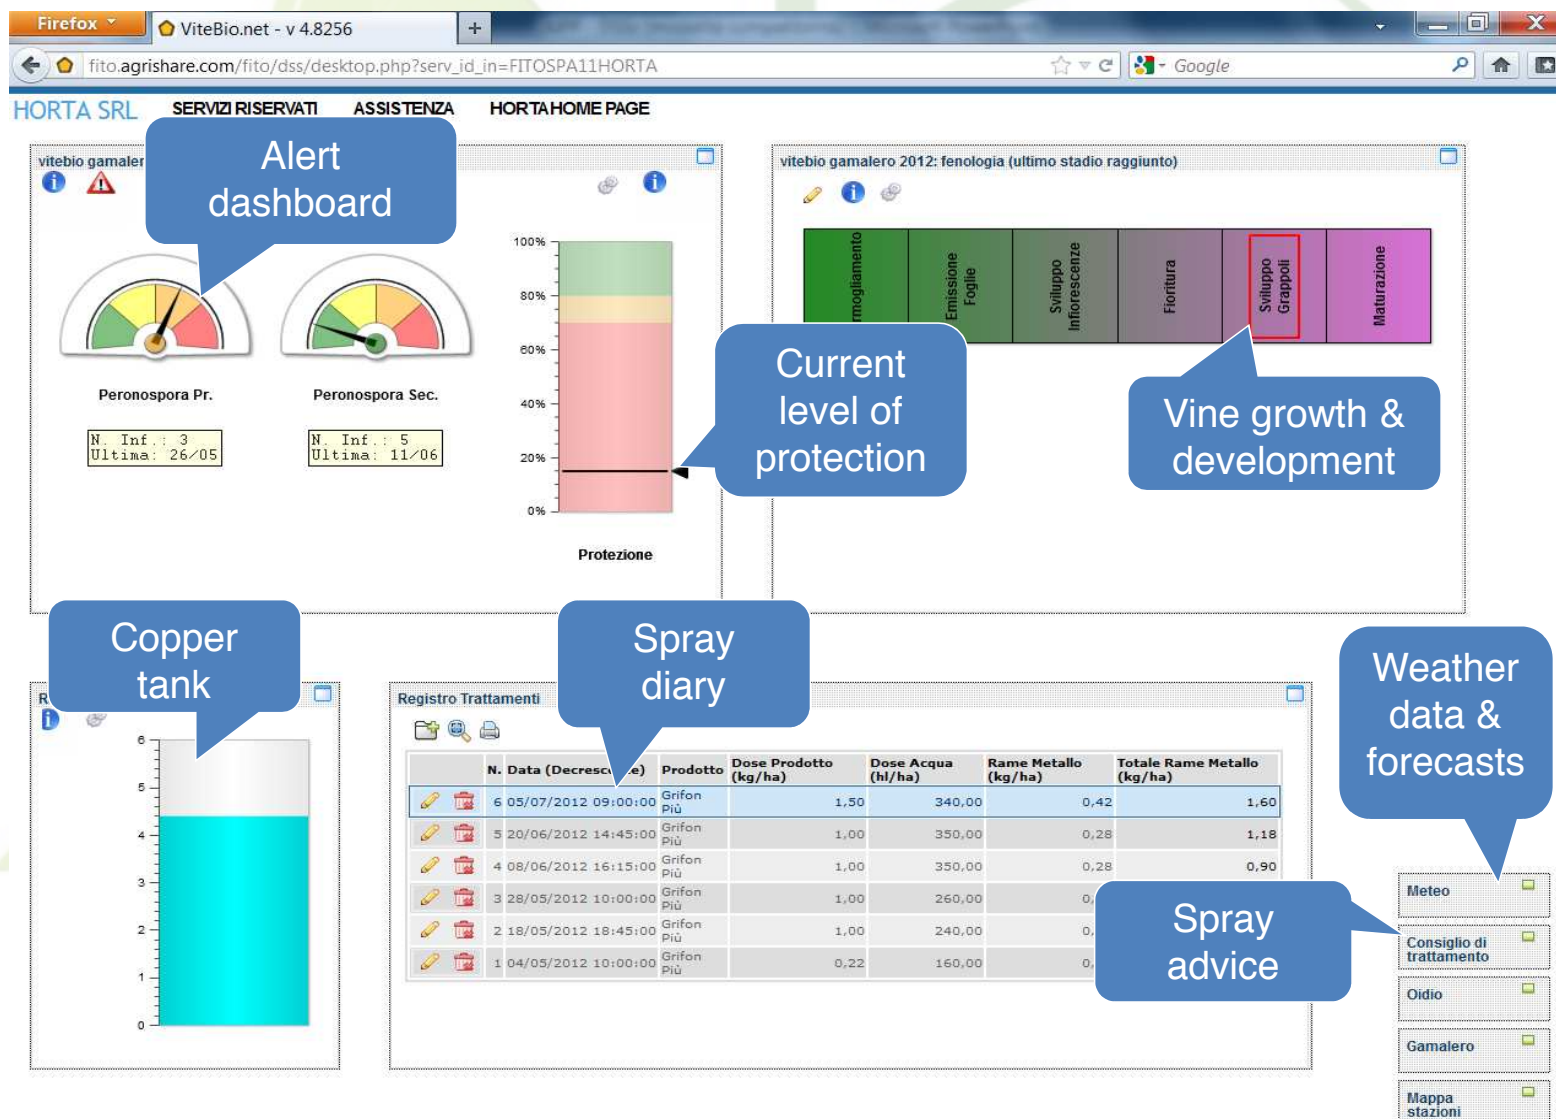 Firefox
ViteBio.net - v 4.8256
+
fito.agrishare.com/fito/dss/desktop.php?serv_id_in=FITOSPA11HORTA
Google
HORTA SRL SERVIZI RISERVATI ASSISTENZA HORTA HOME PAGE
vitebio gamaler
Alert
dashboard
vitebio gamalero 2012: fenologia (ultimo stadio raggiunto)
Peronospora Pr.
N. Inf.: 3
Ultima: 26/05
Peronospora Sec.
N. Inf.: 5
Ultima: 11/06
100%
80%
60%
40%
20%
0%
Protezione
Current
level of
protection
rmogliamento
Emissione
Foglie
Sviluppo
Infiorescenze
Fioritura
Sviluppo
Grappoli
Maturazione
Vine growth &
development
Copper
tank
R
6
5
4
3
2
1
0
Spray
diary
Registro Trattamenti
N. Data (Decresc e) Prodotto Dose Prodotto (kg/ha) Dose Acqua (hl/ha) Rame Metallo (kg/ha) Totale Rame Metallo (kg/ha)
6 05/07/2012 09:00:00 Grifon Più 1,50 340,00 0,42 1,60
5 20/06/2012 14:45:00 Grifon Più 1,00 350,00 0,28 1,18
4 08/06/2012 16:15:00 Grifon Più 1,00 350,00 0,28 0,90
3 28/05/2012 10:00:00 Grifon Più 1,00 260,00 0,
2 18/05/2012 18:45:00 Grifon Più 1,00 240,00 0,
1 04/05/2012 10:00:00 Grifon Più 0,22 160,00 0,
Spray
advice
Weather
data &
forecasts
Meteo
Consiglio di
trattamento
Oidio
Gamalero
Mappa
stazioni